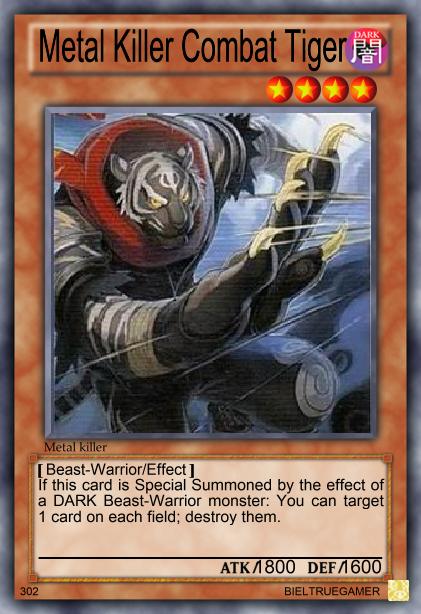 Metal Killer Combat Tiger
DARK
闇
Metal killer
[ Beast-Warrior/Effect ]
If this card is Special Summoned by the effect of
a DARK Beast-Warrior monster: You can target
1 card on each field; destroy them.
ATK/1800 DEF/1600
302 BIELTRUEGAMER